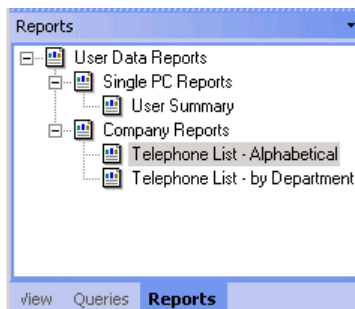 Reports
User Data Reports
Single PC Reports
User Summary
Company Reports
Telephone List - Alphabetical
Telephone List - by Department
View Queries Reports